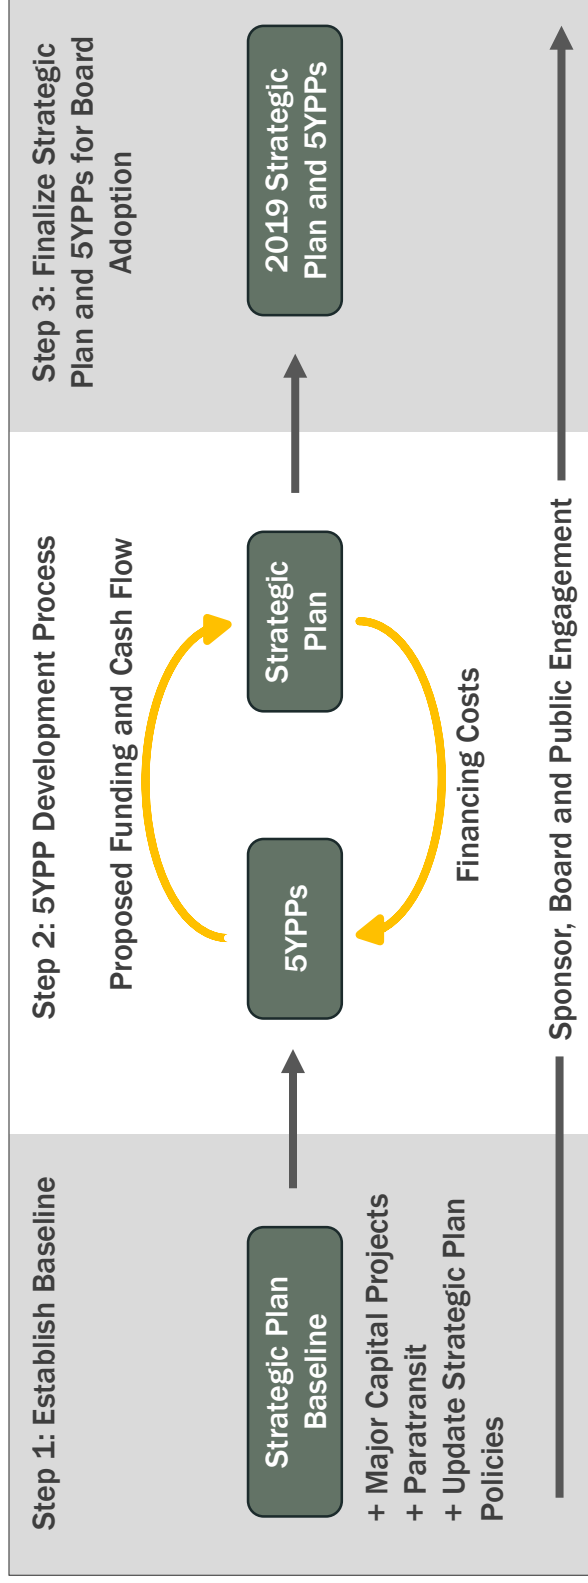 Step 1: Establish Baseline
Strategic Plan
Baseline
+ Major Capital Projects
+ Paratransit
+ Update Strategic Plan
Policies
Step 2: 5YPP Development Process
Proposed Funding and Cash Flow
5YPPs
Strategic
Plan
Financing Costs
Step 3: Finalize Strategic
Plan and 5YPPs for Board
Adoption
2019 Strategic
Plan and 5YPPs
Sponsor, Board and Public Engagement